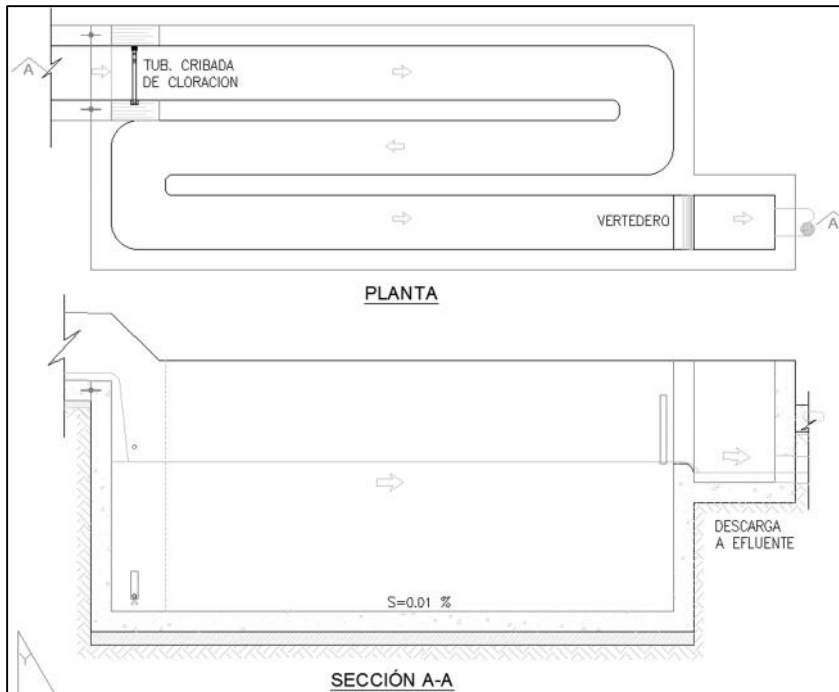 A
TUB. CRIBADA
DE CLORACION
VERTEDERO
A
PLANTA
DESCARGA
A EFLUENTE
S=0.01 %
SECCIÓN A-A
Y